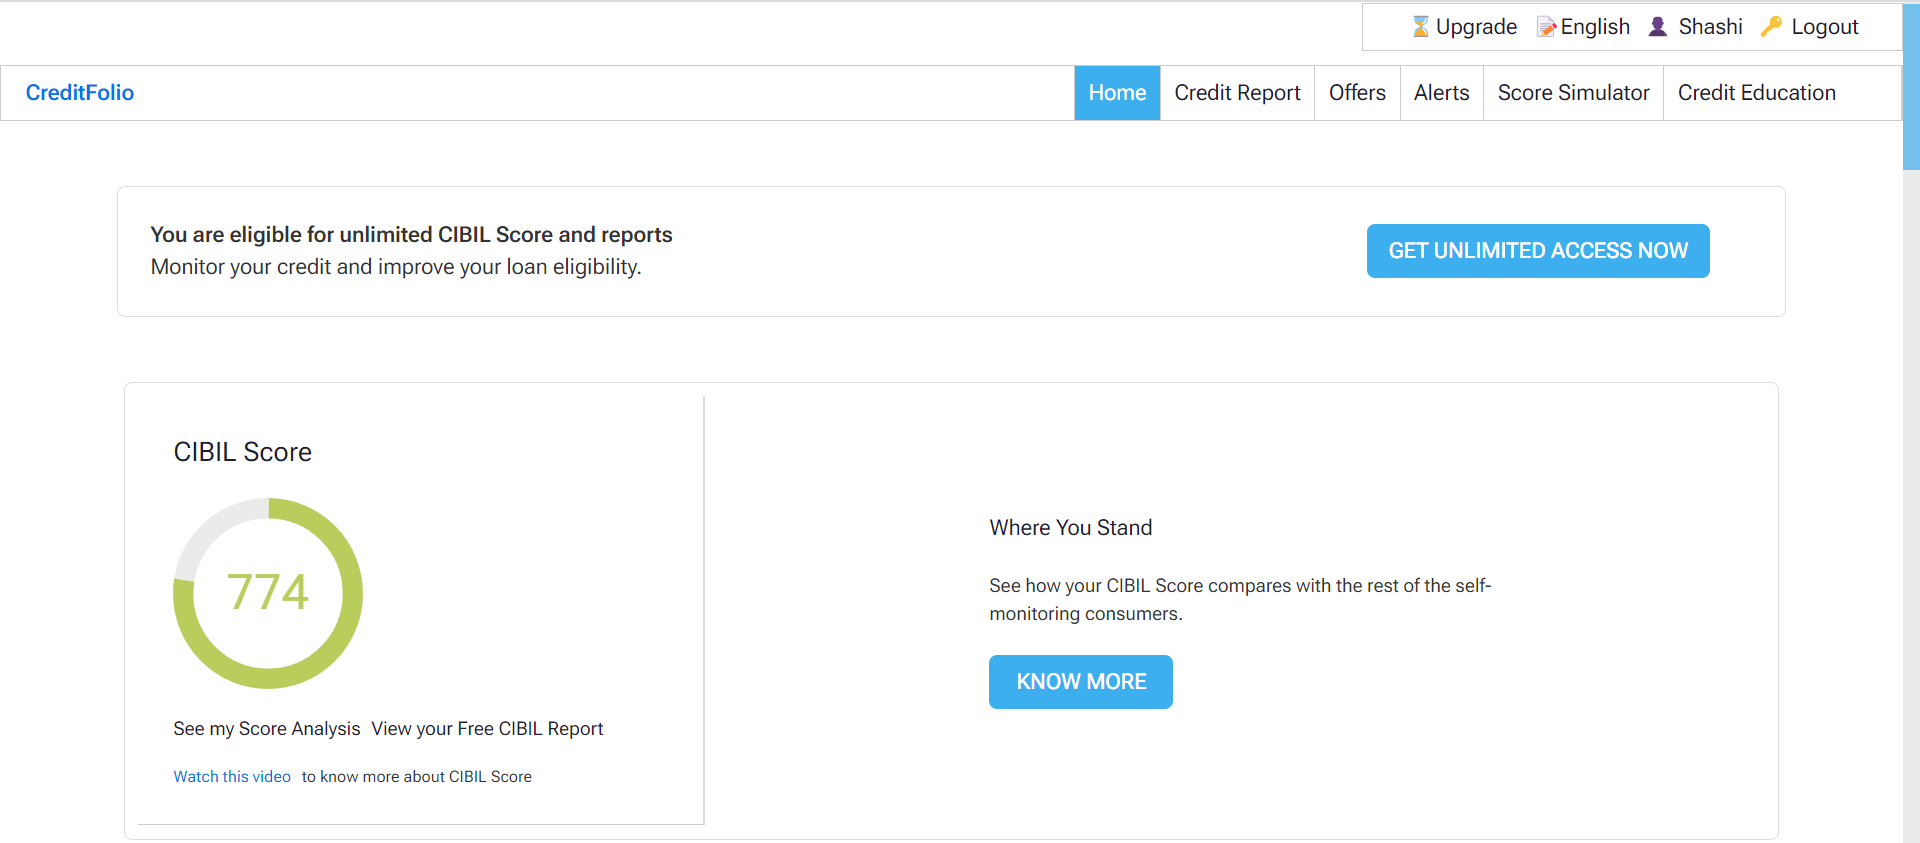 Upgrade English Shashi Logout
CreditFolio Home Credit Report Offers Alerts Score Simulator Credit Education
You are eligible for unlimited CIBIL Score and reports
Monitor your credit and improve your loan eligibility.
GET UNLIMITED ACCESS NOW
CIBIL Score
774
See my Score Analysis View your Free CIBIL Report
Watch this video to know more about CIBIL Score
Where You Stand
See how your CIBIL Score compares with the rest of the self-
monitoring consumers.
KNOW MORE